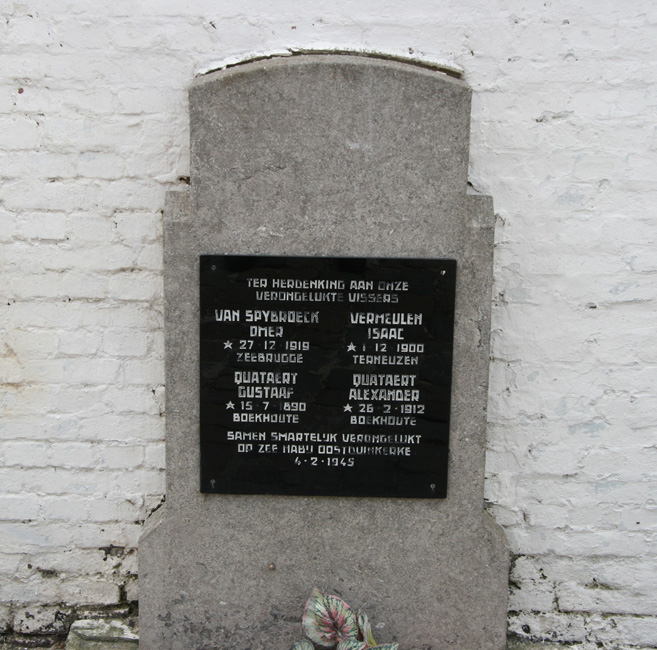 TER HERDENKING AAN ONZE
VERONGELUKTE VISSERS
VAN SPYBROECK
OMER
★ 27·12·1919
ZEEBRUGGE
VERMEULEN
ISAAC
★ 1·12·1900
TERNEUZEN
QUATAERT
GUSTAAF
★ 15·7·1890
BOEKHOUTE
QUATAERT
ALEXANDER
★ 26·2·1912
BOEKHOUTE
SAMEN SMARTELIJK VERONGELUKT
OP ZEE NABIJ OOSTDUINKERKE
4·2·1945